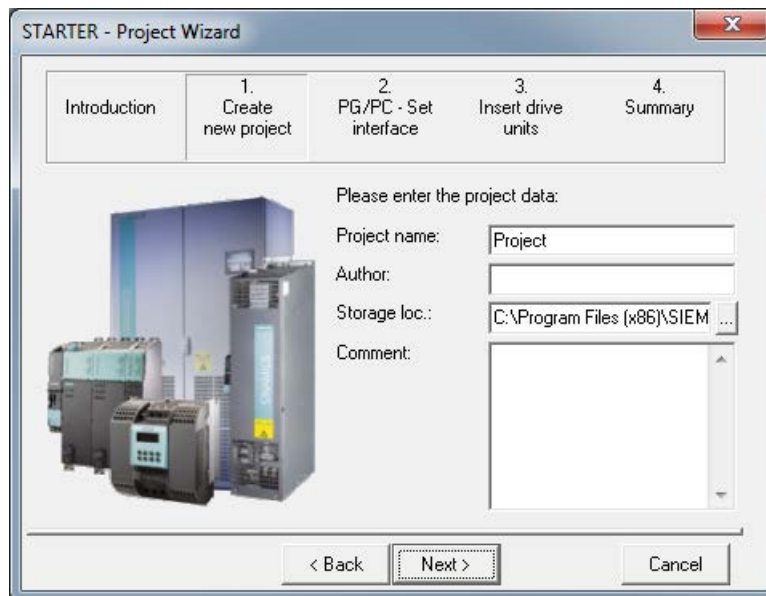 STARTER - Project Wizard
Introduction
1.
Create
new project
2.
PG/PC - Set
interface
3.
Insert drive
units
4.
Summary
Please enter the project data:
Project name:
Project
Author:
Storage loc.:
C:\Program Files (x86)\SIEM
...
Comment:
SINAMICS
< Back
Next >
Cancel